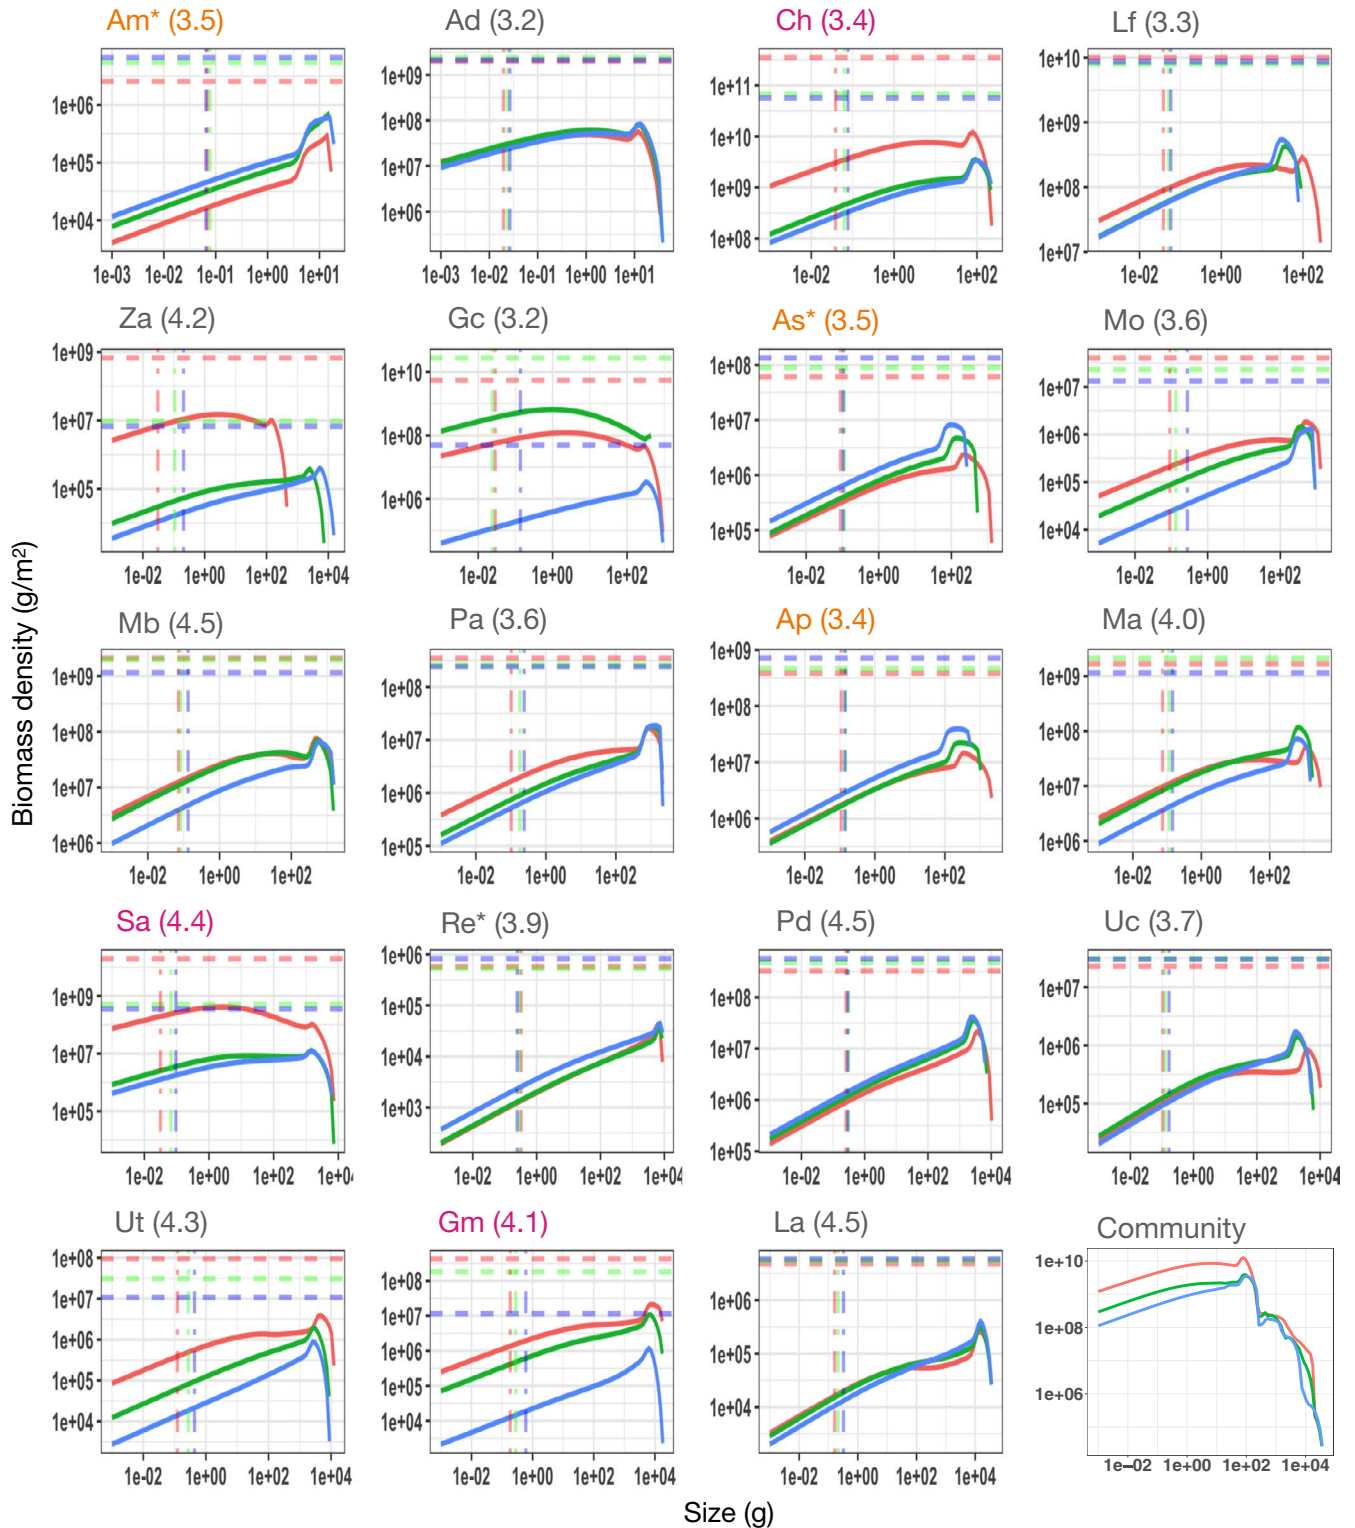 Am* (3.5)
Ad (3.2)
Ch (3.4)
Lf (3.3)
1e+06
1e+05
1e+04
1e-03 1e-02 1e-01 1e+00 1e+01
1e+09
1e+08
1e+07
1e+06
1e-03 1e-02 1e-01 1e+00 1e+01
1e+11
1e+10
1e+09
1e+08
1e-02 1e+00 1e+02
1e+10
1e+09
1e+08
1e+07
1e-02 1e+00 1e+02
Za (4.2)
Gc (3.2)
As* (3.5)
Mo (3.6)
1e+09
1e+07
1e+05
1e-02 1e+00 1e+02 1e+04
1e+10
1e+08
1e+06
1e-02 1e+00 1e+02
1e+08
1e+07
1e+06
1e+05
1e-02 1e+00 1e+02
1e+07
1e+06
1e+05
1e+04
1e-02 1e+00 1e+02
Biomass density (g/m2)
Mb (4.5)
Pa (3.6)
Ap (3.4)
Ma (4.0)
1e+09
1e+08
1e+07
1e+06
1e-02 1e+00 1e+02
1e+08
1e+07
1e+06
1e+05
1e-02 1e+00 1e+02
1e+09
1e+08
1e+07
1e+06
1e-02 1e+00 1e+02
1e+09
1e+08
1e+07
1e+06
1e-02 1e+00 1e+02
Sa (4.4)
Re* (3.9)
Pd (4.5)
Uc (3.7)
1e+09
1e+07
1e+05
1e-02 1e+00 1e+02 1e+04
1e+06
1e+05
1e+04
1e+03
1e-02 1e+00 1e+02 1e+04
1e+08
1e+07
1e+06
1e+05
1e-02 1e+00 1e+02 1e+04
1e+07
1e+06
1e+05
1e-02 1e+00 1e+02 1e+04
Ut (4.3)
Gm (4.1)
La (4.5)
Community
1e+08
1e+07
1e+06
1e+05
1e+04
1e-02 1e+00 1e+02 1e+04
1e+08
1e+07
1e+06
1e+05
1e+04
1e-02 1e+00 1e+02 1e+04
1e+06
1e+05
1e+04
1e-02 1e+00 1e+02 1e+04
1e+10
1e+08
1e+06
1e−02 1e+00 1e+02 1e+04
Size (g)